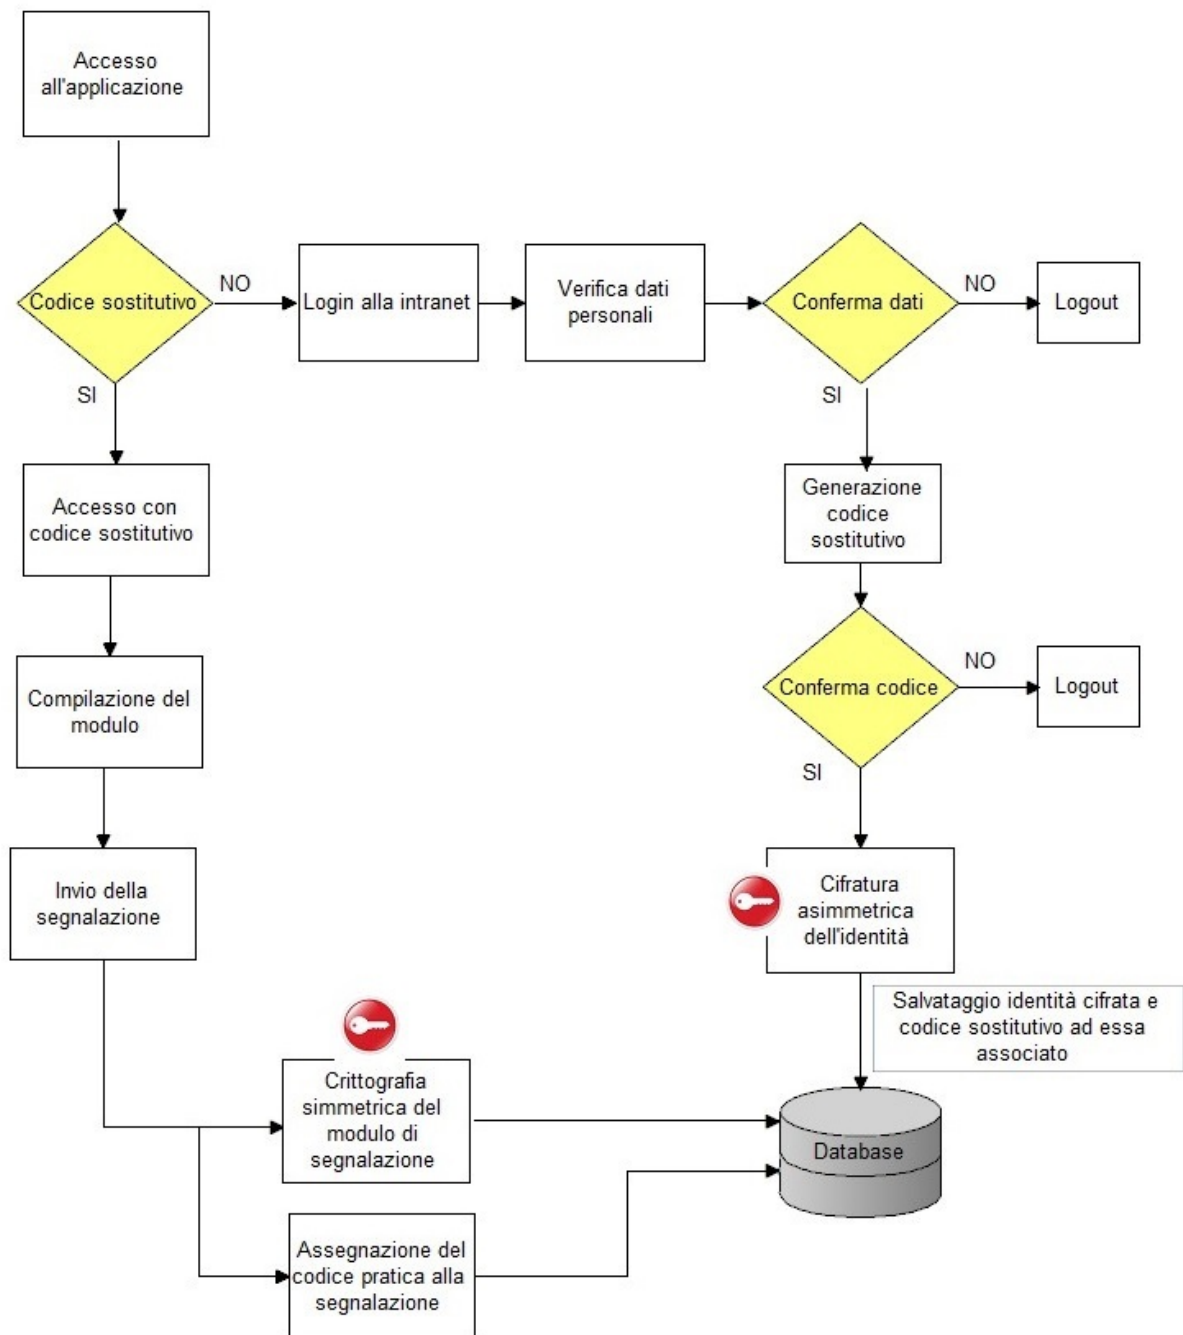 Accesso
all'applicazione
Codice sostitutivo
NO
Login alla intranet
Verifica dati
personali
Conferma dati
NO
Logout
SI
SI
Accesso con
codice sostitutivo
Generazione
codice
sostitutivo
Compilazione del
modulo
Conferma codice
NO
Logout
SI
Invio della
segnalazione
Cifratura
asimmetrica
dell'identità
Salvataggio identità cifrata e
codice sostitutivo ad essa
associato
Crittografia
simmetrica del
modulo di
segnalazione
Database
Assegnazione del
codice pratica alla
segnalazione